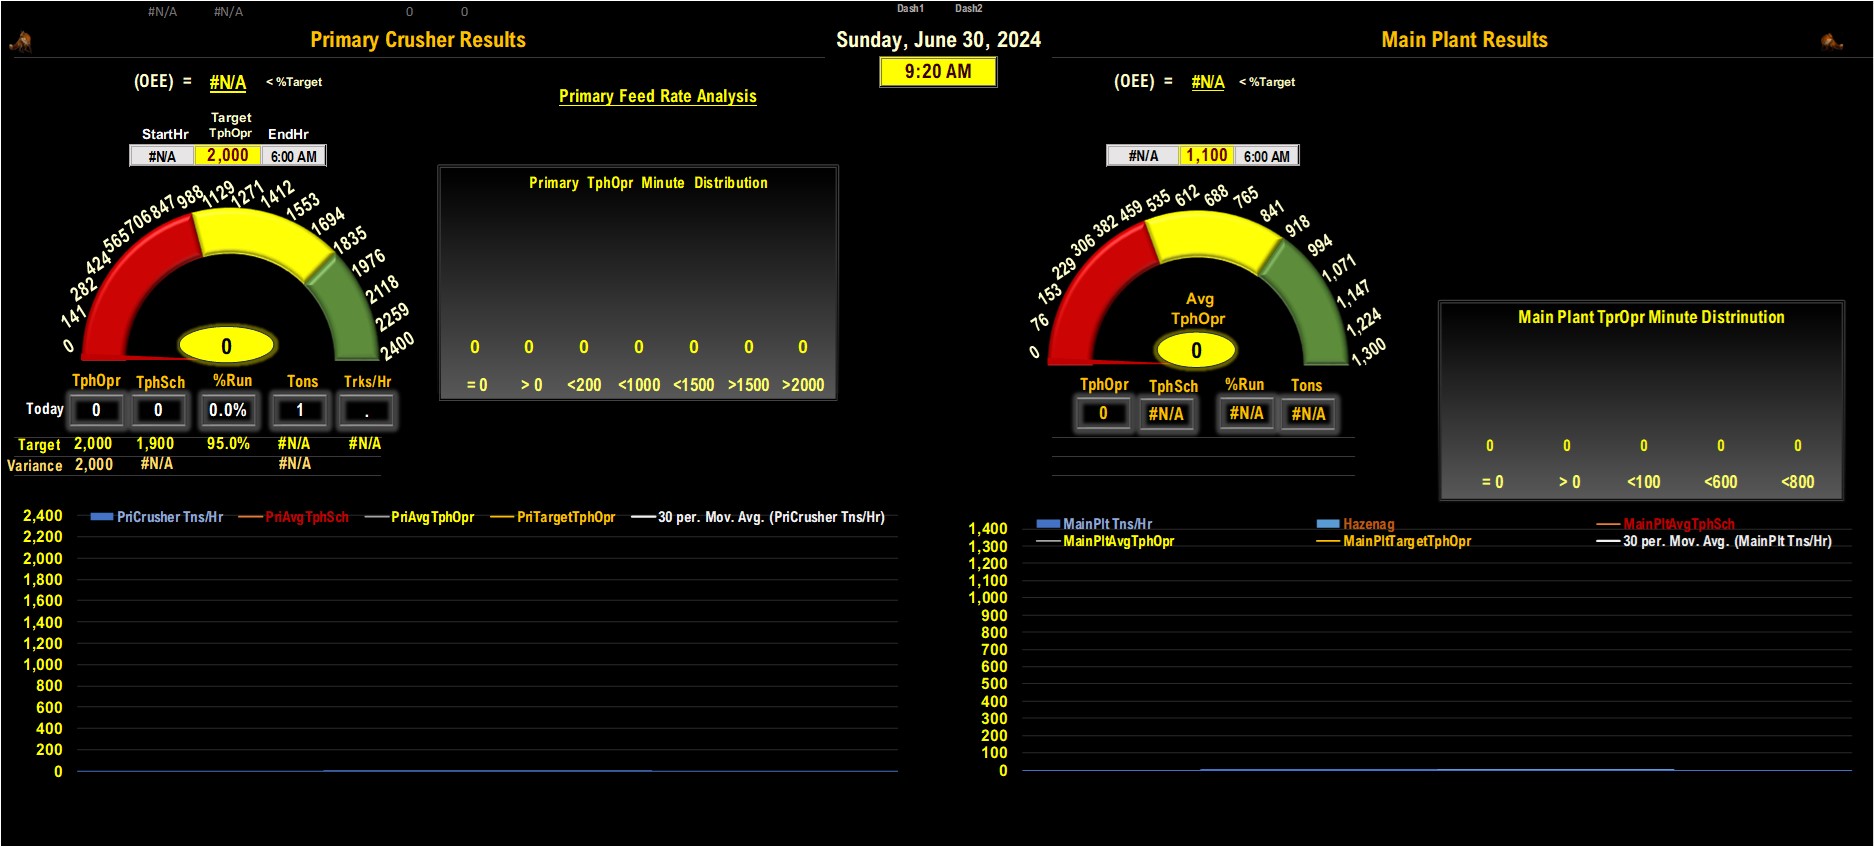 #N/A #N/A 0 0 Dash1 Dash2
Primary Crusher Results
Sunday, June 30, 2024
Main Plant Results
9:20 AM
(OEE) = #N/A < %Target
Primary Feed Rate Analysis
StartHr Target TphOpr EndHr
#N/A 2,000 6:00 AM
Primary TphOpr Minute Distribution
0 141 282 424 565 706 847 988 1129 1271 1412 1553 1694 1835 1976 2118 2259 2400
0
0 0 0 0 0 0 0
= 0 > 0 <200 <1000 <1500 >1500 >2000
TphOpr TphSch %Run Tons Trks/Hr
Today 0 0 0.0% 1 .
Target 2,000 1,900 95.0% #N/A #N/A
Variance 2,000 #N/A #N/A
(OEE) = #N/A < %Target
#N/A 1,100 6:00 AM
0 76 153 229 306 382 459 535 612 688 765 841 918 994 1,071 1,147 1,224 1,300
Avg
TphOpr
0
TphOpr TphSch %Run Tons
0 #N/A #N/A #N/A
Main Plant TprOpr Minute Distrinution
0 0 0 0 0
= 0 > 0 <100 <600 <800
PriCrusher Tns/Hr PriAvgTphSch PriAvgTphOpr PriTargetTphOpr 30 per. Mov. Avg. (PriCrusher Tns/Hr)
2,400
2,200
2,000
1,800
1,600
1,400
1,200
1,000
800
600
400
200
0
MainPlt Tns/Hr Hazenag MainPltAvgTphSch
MainPltAvgTphOpr MainPltTargetTphOpr 30 per. Mov. Avg. (MainPlt Tns/Hr)
1,400
1,300
1,200
1,100
1,000
900
800
700
600
500
400
300
200
100
0